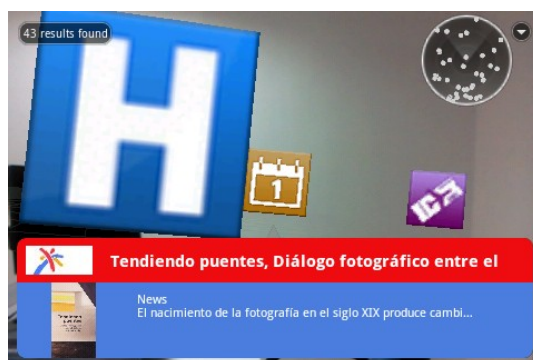 43 results found
H
1
Tendiendo puentes, Diálogo fotográfico entre el
News
El nacimiento de la fotografía en el siglo XIX produce cambi...